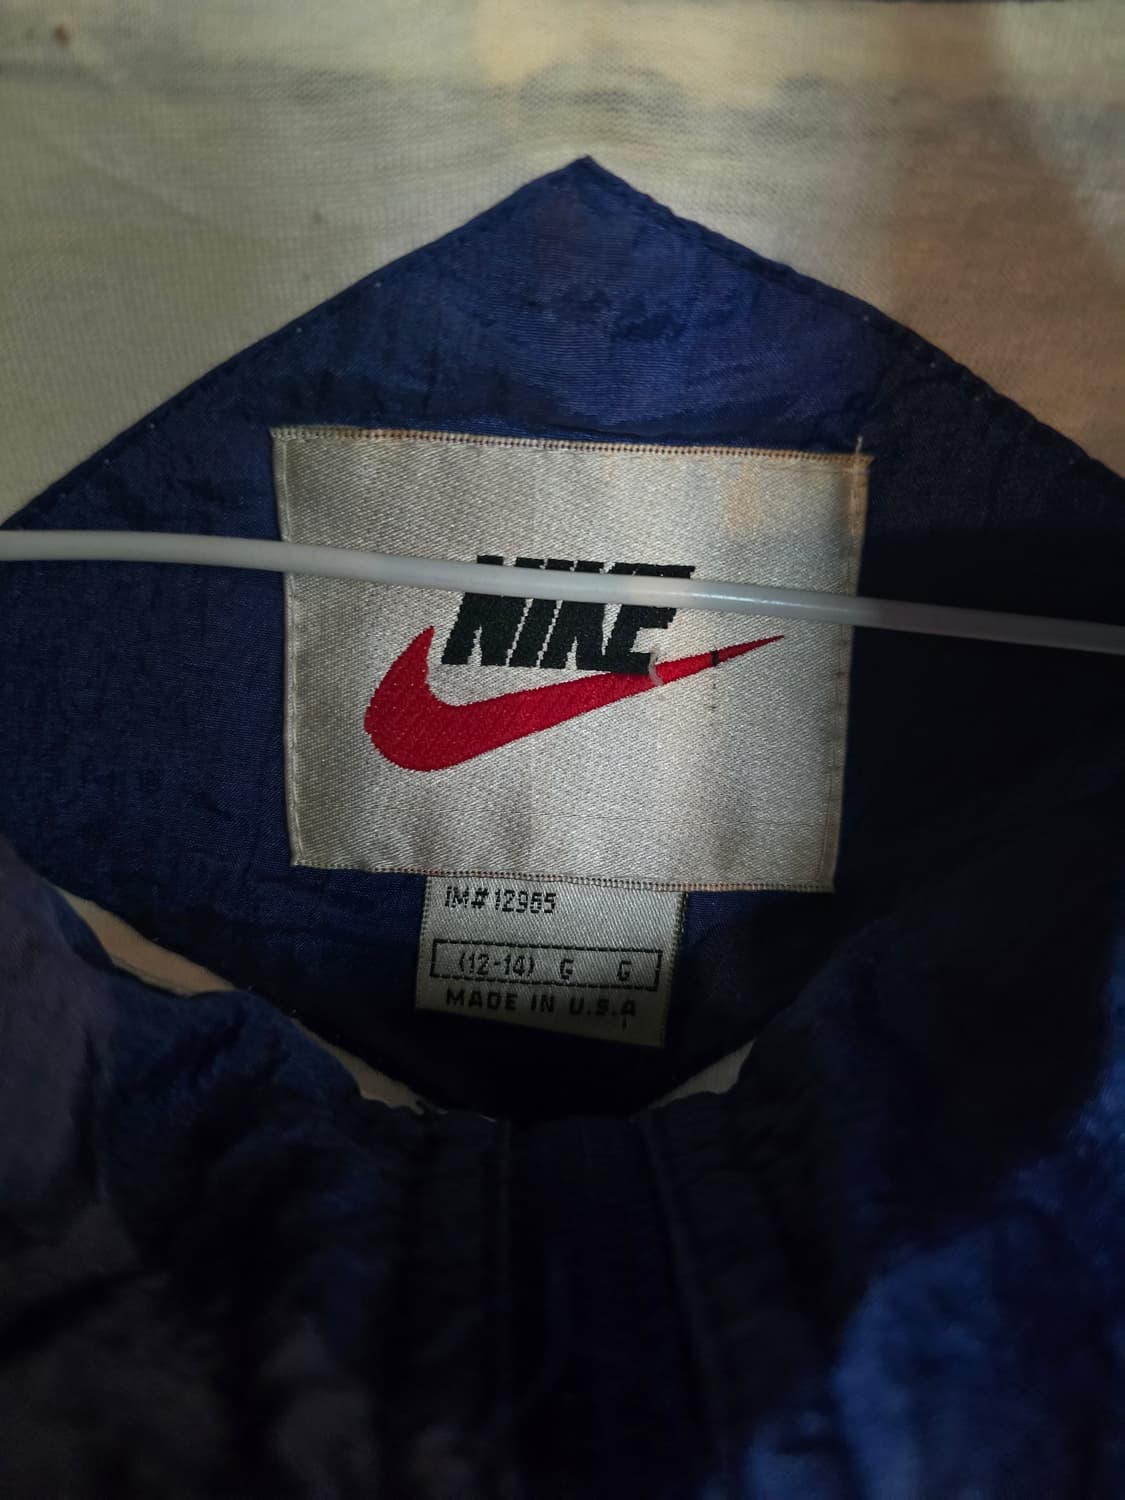 NIKE
IM# 12965
(12-14) G G
MADE IN U.S.A